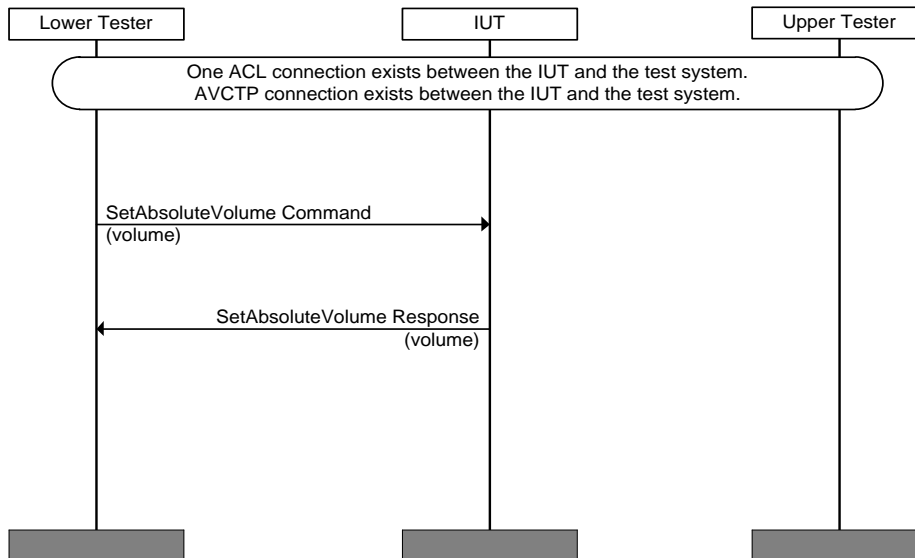 Lower Tester
IUT
Upper Tester
One ACL connection exists between the IUT and the test system.
AVCTP connection exists between the IUT and the test system.
SetAbsoluteVolume Command
(volume)
SetAbsoluteVolume Response
(volume)